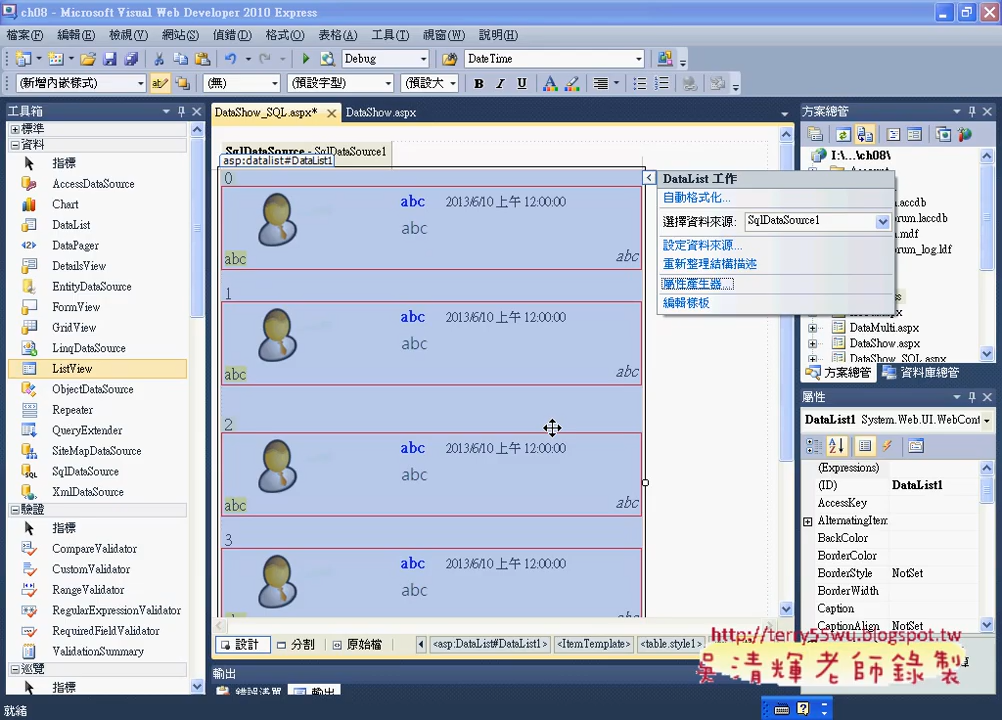 ch08 - Microsoft Visual Web Developer 2010 Express
檔案(F) 編輯(E) 檢視(V) 網站(S) 偵錯(D) 格式(O) 表格(A) 工具(T) 視窗(W) 說明(H)
Debug DateTime
(新增內嵌樣式) (無) (預設字型) (預設大 B I U A
工具箱
標準
資料
指標
AccessDataSource
Chart
DataList
DataPager
DetailsView
EntityDataSource
FormView
GridView
LinqDataSource
ListView
ObjectDataSource
Repeater
QueryExtender
SiteMapDataSource
SqlDataSource
XmlDataSource
驗證
指標
CompareValidator
CustomValidator
RangeValidator
RegularExpressionValidator
RequiredFieldValidator
ValidationSummary
巡覽
指標
就緒
DataShow_SQL.aspx* DataShow.aspx
SqlDataSource - SqlDataSource1
asp:datalist#DataList1
0
abc 2013/6/10 上午 12:00:00
abc
abc abc
1
abc 2013/6/10 上午 12:00:00
abc
abc abc
2
abc 2013/6/10 上午 12:00:00
abc
abc abc
3
abc 2013/6/10 上午 12:00:00
abc
DataList 工作
自動格式化...
選擇資料來源: SqlDataSource1
設定資料來源...
重新整理結構描述
屬性產生器...
編輯樣板
設計 分割 原始檔 <asp:DataList#DataList1> <ItemTemplate> <table.style1>
輸出
錯誤清單 輸出
方案總管
I:\...\ch08\
DataMulti.aspx
DataShow.aspx
DataShow_SQL.aspx
方案總管 資料庫總管
屬性
DataList1 System.Web.UI.WebCont
(Expressions)
(ID) DataList1
AccessKey
AlternatingItem
BackColor
BorderColor
BorderStyle NotSet
BorderWidth
Caption
CaptionAlign NotSet
http://terry55wu.blogspot.tw
吳清輝老師錄製